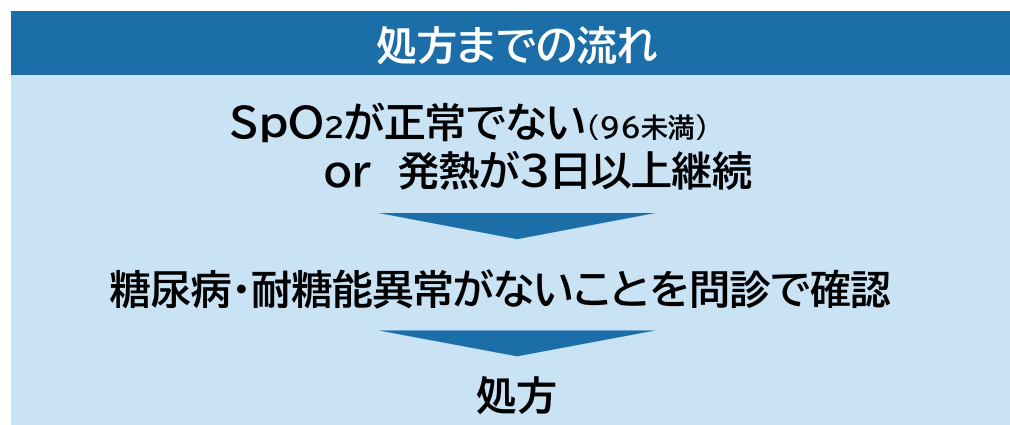 処方までの流れ
SpO₂が正常でない（96未満）
or 発熱が3日以上継続
糖尿病・耐糖能異常がないことを問診で確認
処方